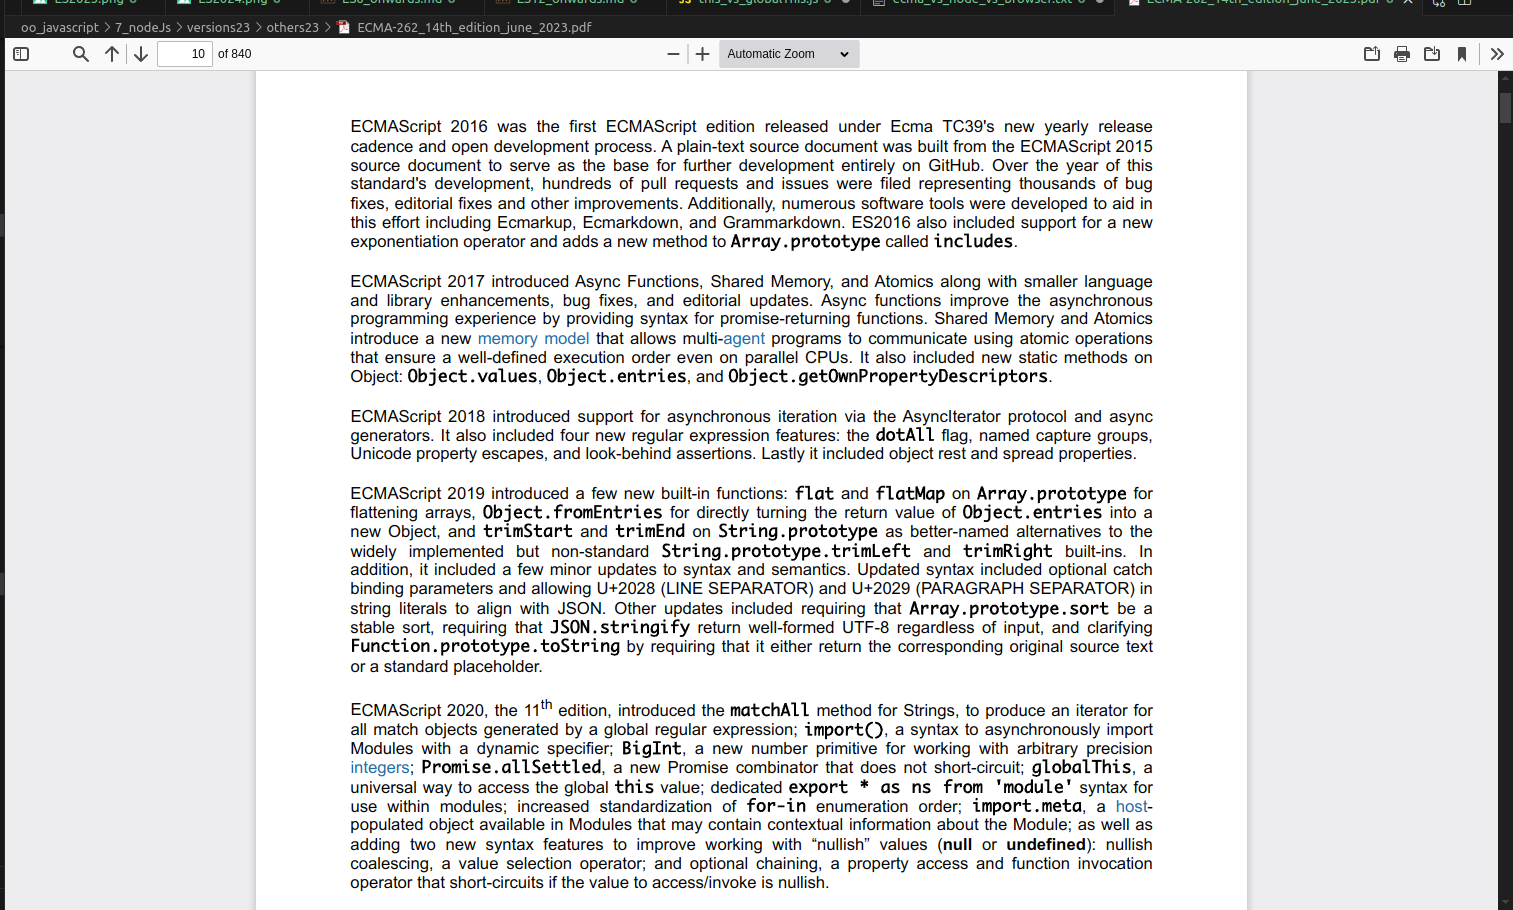 oo_javascript > 7_nodeJs > versions23 > others23 > ECMA-262_14th_edition_june_2023.pdf
10 of 840
Automatic Zoom
ECMAScript 2016 was the first ECMAScript edition released under Ecma TC39's new yearly release
cadence and open development process. A plain-text source document was built from the ECMAScript 2015
source document to serve as the base for further development entirely on GitHub. Over the year of this
standard's development, hundreds of pull requests and issues were filed representing thousands of bug
fixes, editorial fixes and other improvements. Additionally, numerous software tools were developed to aid in
this effort including Ecmarkup, Ecmarkdown, and Grammarkdown. ES2016 also included support for a new
exponentiation operator and adds a new method to Array.prototype called includes.
ECMAScript 2017 introduced Async Functions, Shared Memory, and Atomics along with smaller language
and library enhancements, bug fixes, and editorial updates. Async functions improve the asynchronous
programming experience by providing syntax for promise-returning functions. Shared Memory and Atomics
introduce a new memory model that allows multi-agent programs to communicate using atomic operations
that ensure a well-defined execution order even on parallel CPUs. It also included new static methods on
Object: Object.values, Object.entries, and Object.getOwnPropertyDescriptors.
ECMAScript 2018 introduced support for asynchronous iteration via the AsyncIterator protocol and async
generators. It also included four new regular expression features: the dotAll flag, named capture groups,
Unicode property escapes, and look-behind assertions. Lastly it included object rest and spread properties.
ECMAScript 2019 introduced a few new built-in functions: flat and flatMap on Array.prototype for
flattening arrays, Object.fromEntries for directly turning the return value of Object.entries into a
new Object, and trimStart and trimEnd on String.prototype as better-named alternatives to the
widely implemented but non-standard String.prototype.trimLeft and trimRight built-ins. In
addition, it included a few minor updates to syntax and semantics. Updated syntax included optional catch
binding parameters and allowing U+2028 (LINE SEPARATOR) and U+2029 (PARAGRAPH SEPARATOR) in
string literals to align with JSON. Other updates included requiring that Array.prototype.sort be a
stable sort, requiring that JSON.stringify return well-formed UTF-8 regardless of input, and clarifying
Function.prototype.toString by requiring that it either return the corresponding original source text
or a standard placeholder.
ECMAScript 2020, the 11th edition, introduced the matchAll method for Strings, to produce an iterator for
all match objects generated by a global regular expression; import(), a syntax to asynchronously import
Modules with a dynamic specifier; BigInt, a new number primitive for working with arbitrary precision
integers; Promise.allSettled, a new Promise combinator that does not short-circuit; globalThis, a
universal way to access the global this value; dedicated export * as ns from 'module' syntax for
use within modules; increased standardization of for-in enumeration order; import.meta, a host-
populated object available in Modules that may contain contextual information about the Module; as well as
adding two new syntax features to improve working with “nullish” values (null or undefined): nullish
coalescing, a value selection operator; and optional chaining, a property access and function invocation
operator that short-circuits if the value to access/invoke is nullish.